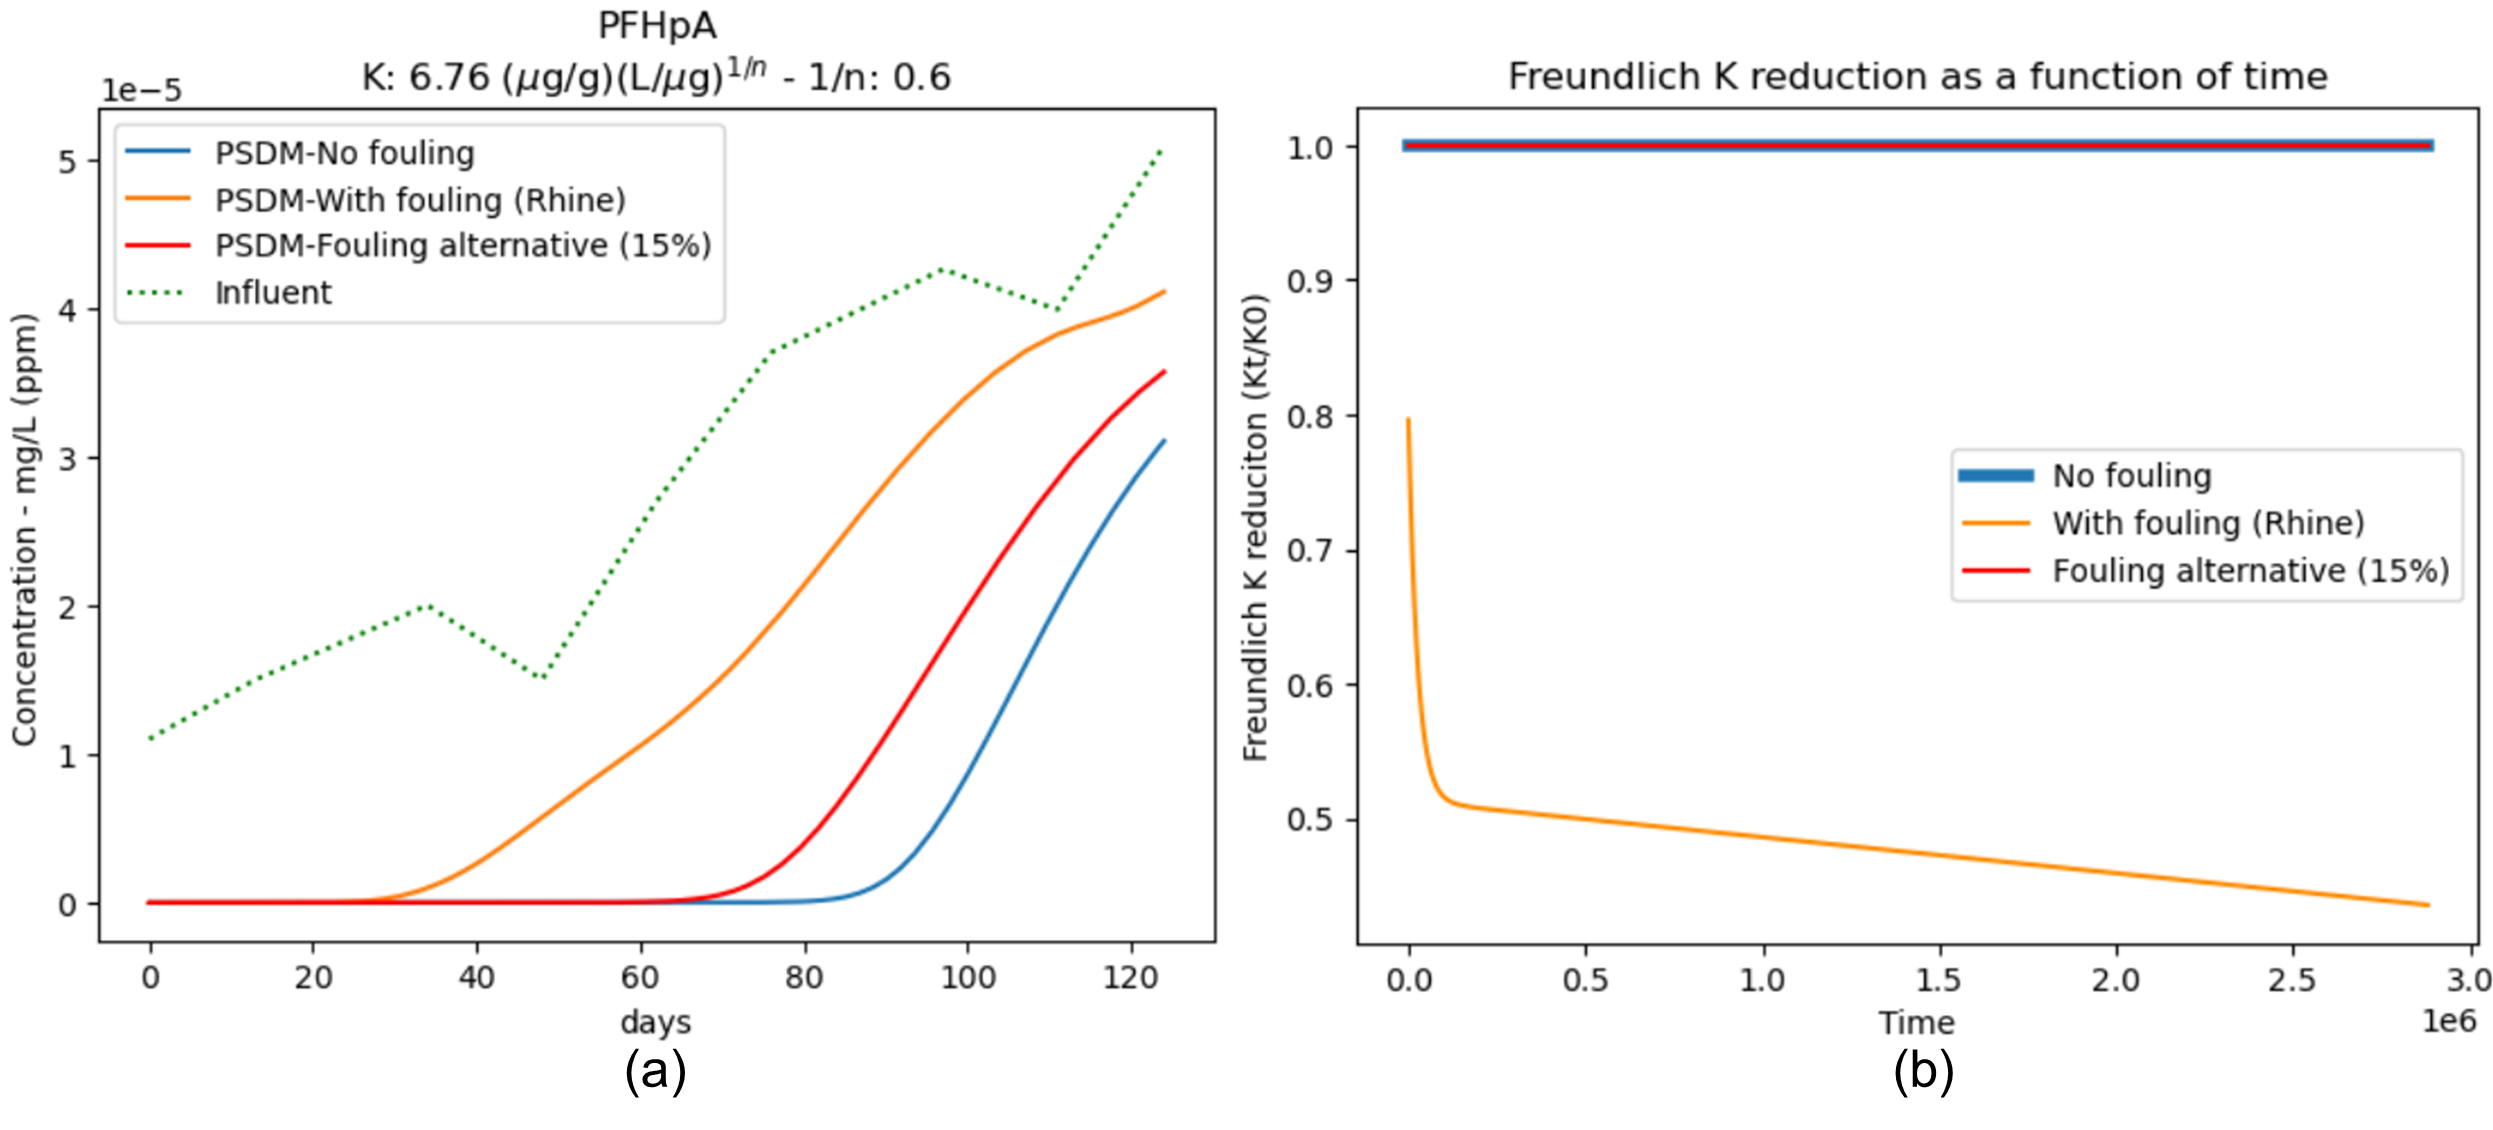 PFHpA
K: 6.76 (μg/g)(L/μg)^{1/n} - 1/n: 0.6
1e−5
PSDM-No fouling
PSDM-With fouling (Rhine)
PSDM-Fouling alternative (15%)
Influent
5
4
3
2
1
0
Concentration - mg/L (ppm)
0 20 40 60 80 100 120
days
(a)
Freundlich K reduction as a function of time
1.0
0.9
0.8
0.7
0.6
0.5
Freundlich K reduciton (Kt/K0)
No fouling
With fouling (Rhine)
Fouling alternative (15%)
0.0 0.5 1.0 1.5 2.0 2.5 3.0
Time
1e6
(b)